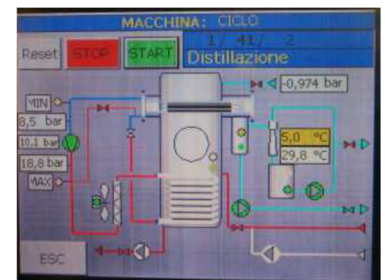 MACCHINA: CICLO
Reset
STOP
START
1/ 41/ 2
Distillazione
-0,974 bar
MIN
8,5 bar
10,1 bar
18,8 bar
MAX
5,0 °C
29,8 °C
ESC